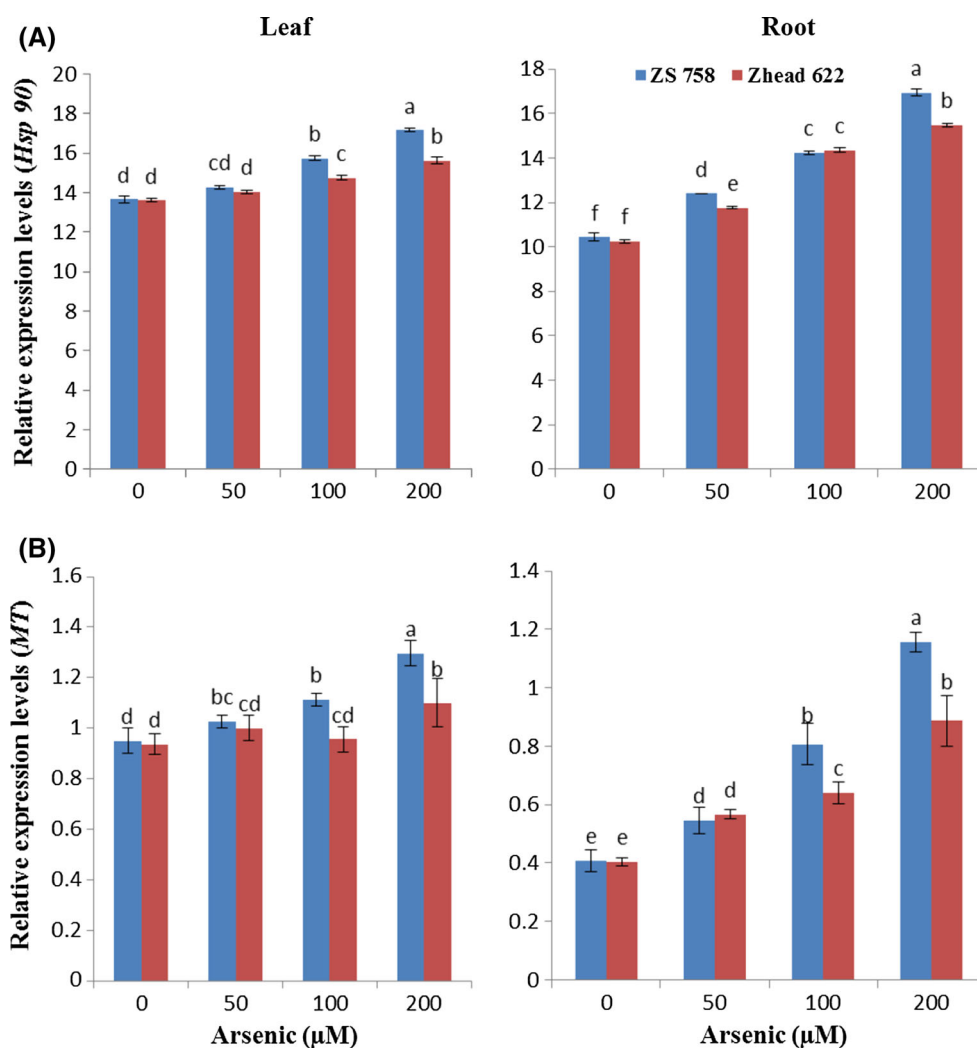 Leaf
Root
(A)
Relative expression levels (Hsp 90)
20
18
16
14
12
10
8
6
4
2
0
d d cd d b c a b
0 50 100 200
ZS 758 Zhead 622
18
16
14
12
10
8
6
4
2
0
f f d e c c a b
0 50 100 200
(B)
Relative expression levels (MT)
1.6
1.4
1.2
1
0.8
0.6
0.4
0.2
0
d d bc cd b cd a b
0 50 100 200
Arsenic (µM)
1.4
1.2
1
0.8
0.6
0.4
0.2
0
e e d d b c a b
0 50 100 200
Arsenic (µM)